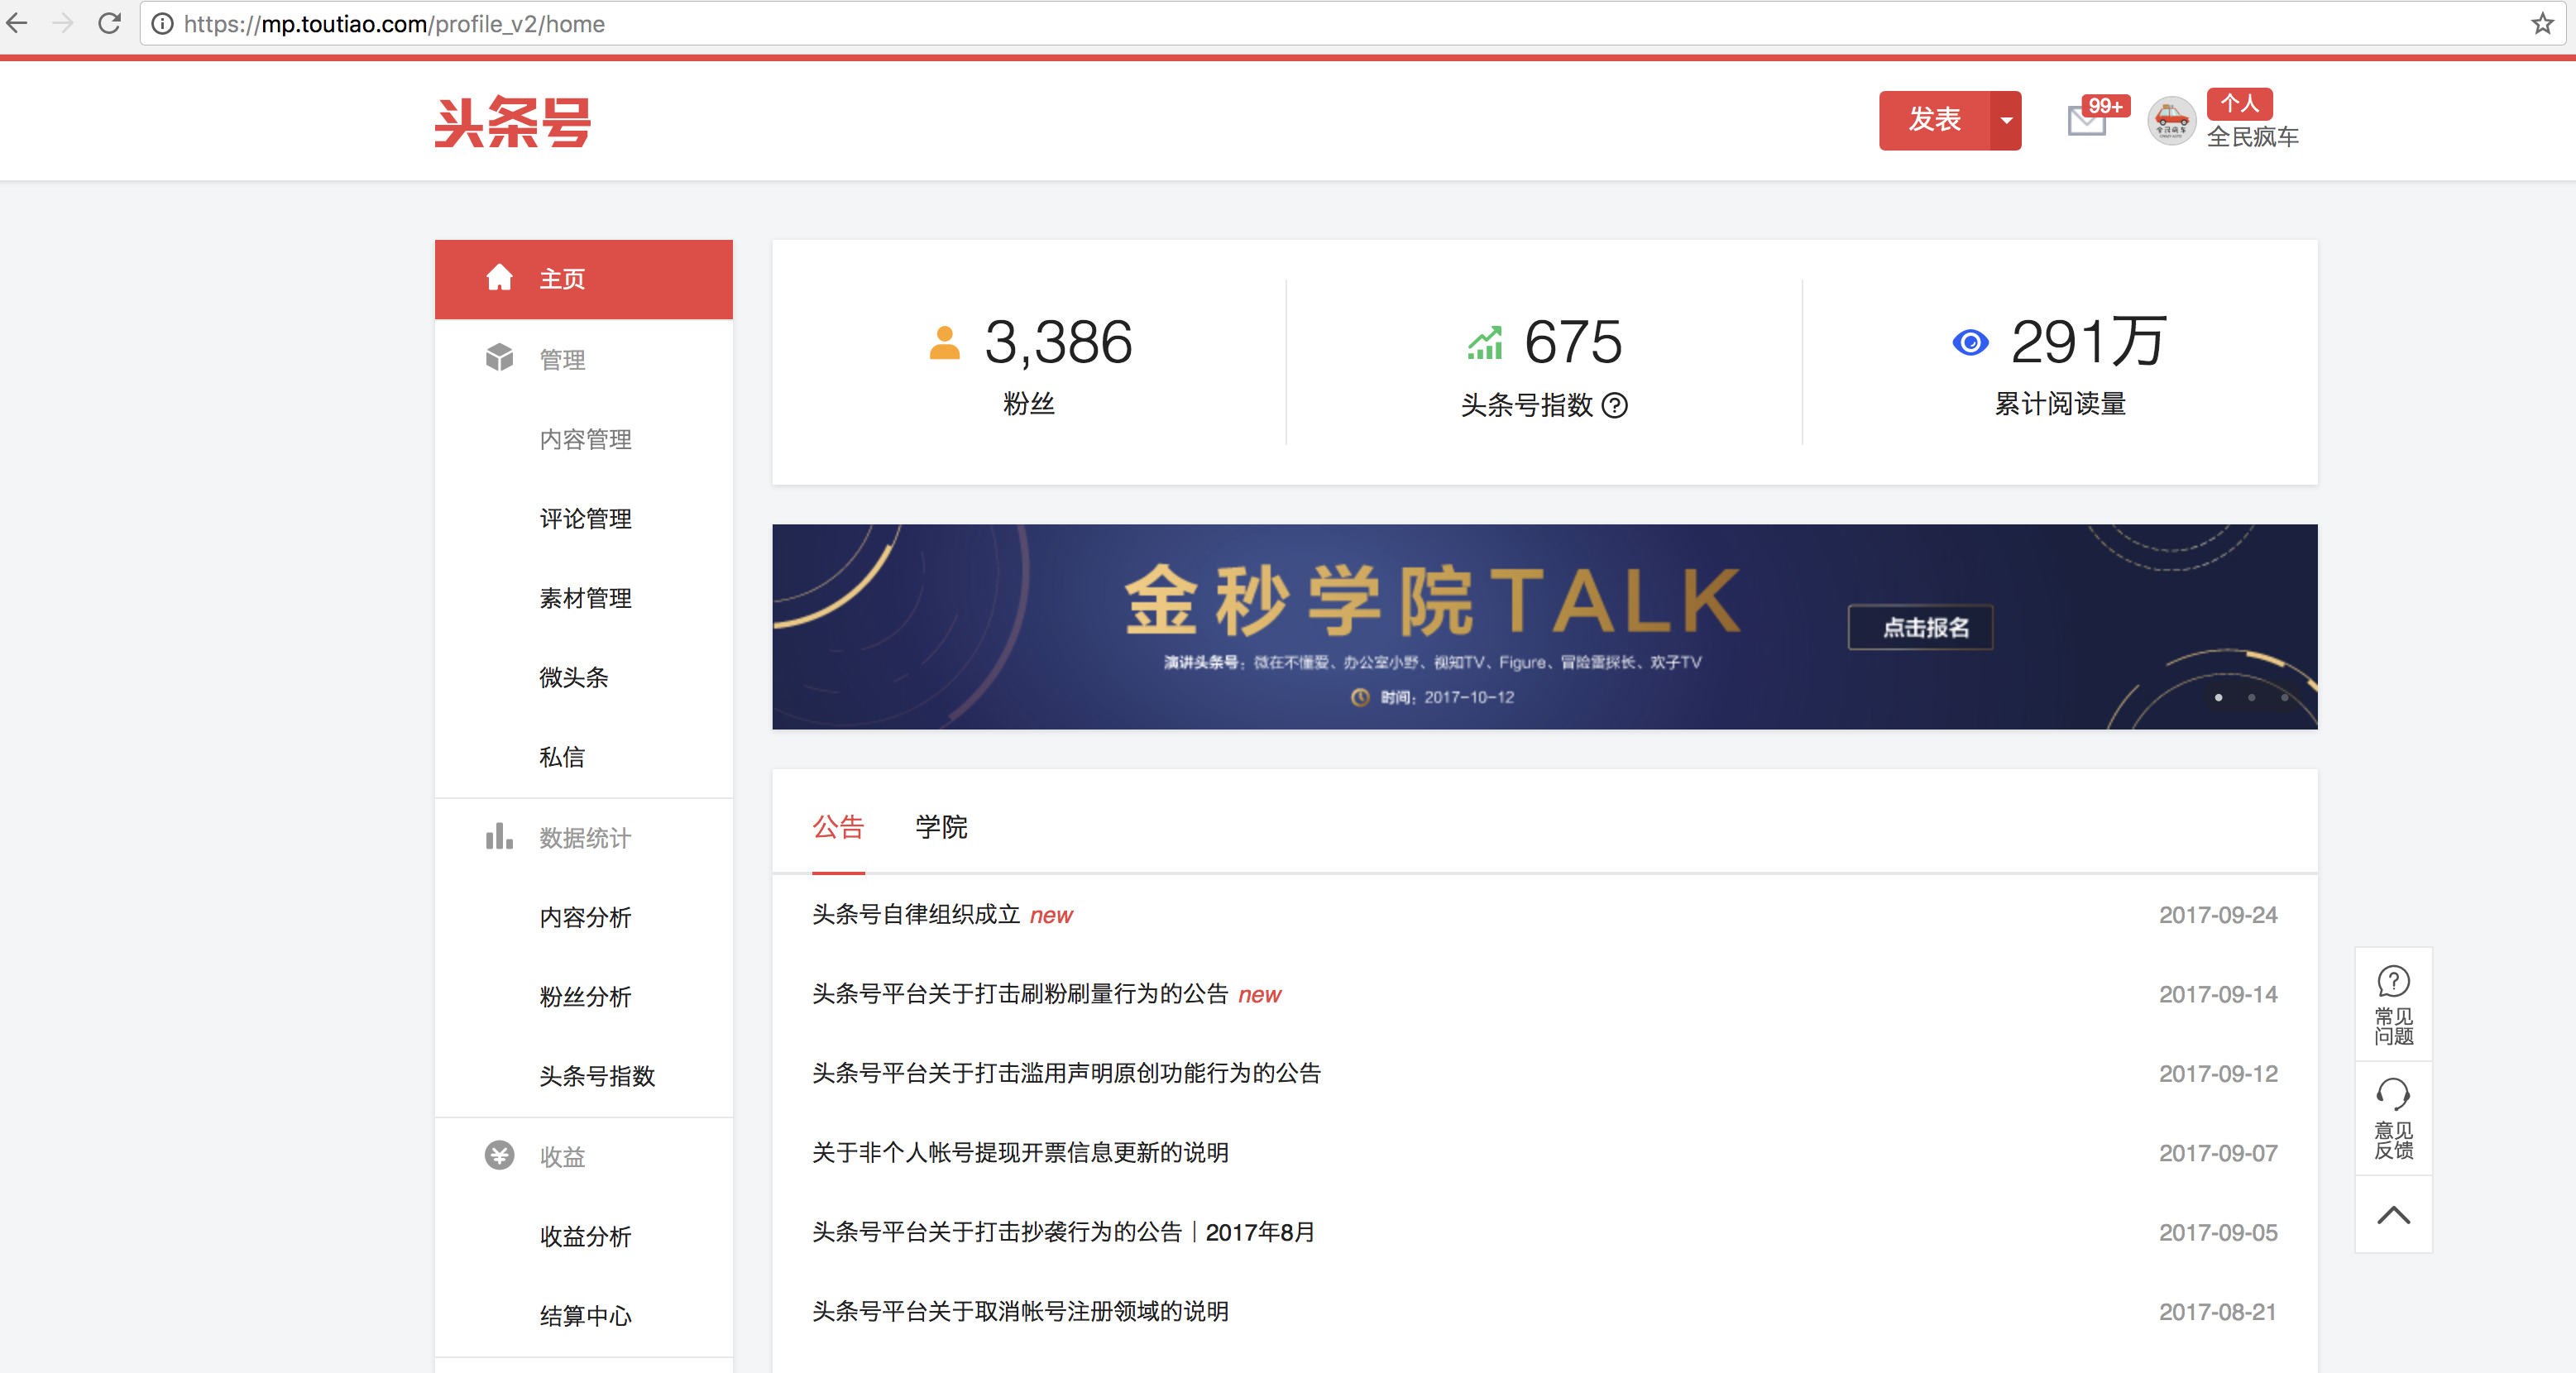 https://mp.toutiao.com/profile_v2/home
头条号
发表
99+
个人
全民疯车
主页
管理
内容管理
评论管理
素材管理
微头条
私信
数据统计
内容分析
粉丝分析
头条号指数
收益
收益分析
结算中心
3,386
粉丝
675
头条号指数
291万
累计阅读量
金秒学院TALK
点击报名
演讲头条号：微在不懂爱、办公室小野、视知TV、Figure、冒险雷探长、欢子TV
时间：2017-10-12
公告 学院
头条号自律组织成立 new 2017-09-24
头条号平台关于打击刷粉刷量行为的公告 new 2017-09-14
头条号平台关于打击滥用声明原创功能行为的公告 2017-09-12
关于非个人帐号提现开票信息更新的说明 2017-09-07
头条号平台关于打击抄袭行为的公告｜2017年8月 2017-09-05
头条号平台关于取消帐号注册领域的说明 2017-08-21
常见
问题
意见
反馈